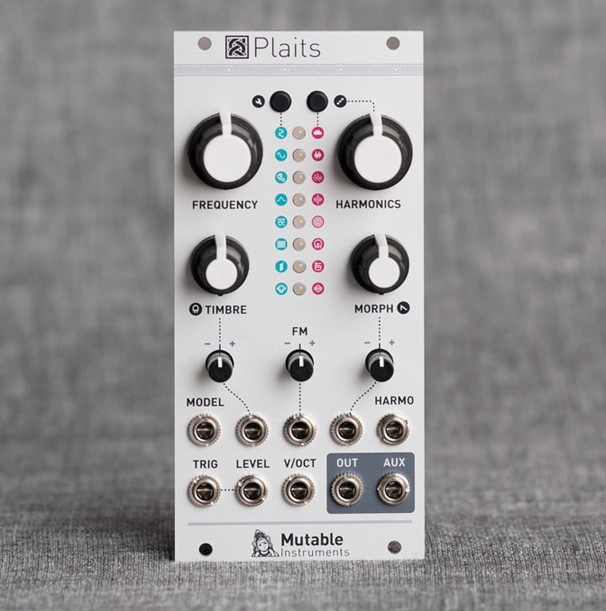 Plaits
FREQUENCY
HARMONICS
TIMBRE
MORPH
FM
- +
- +
- +
MODEL
HARMO
TRIG
LEVEL
V/OCT
OUT
AUX
Mutable
Instruments